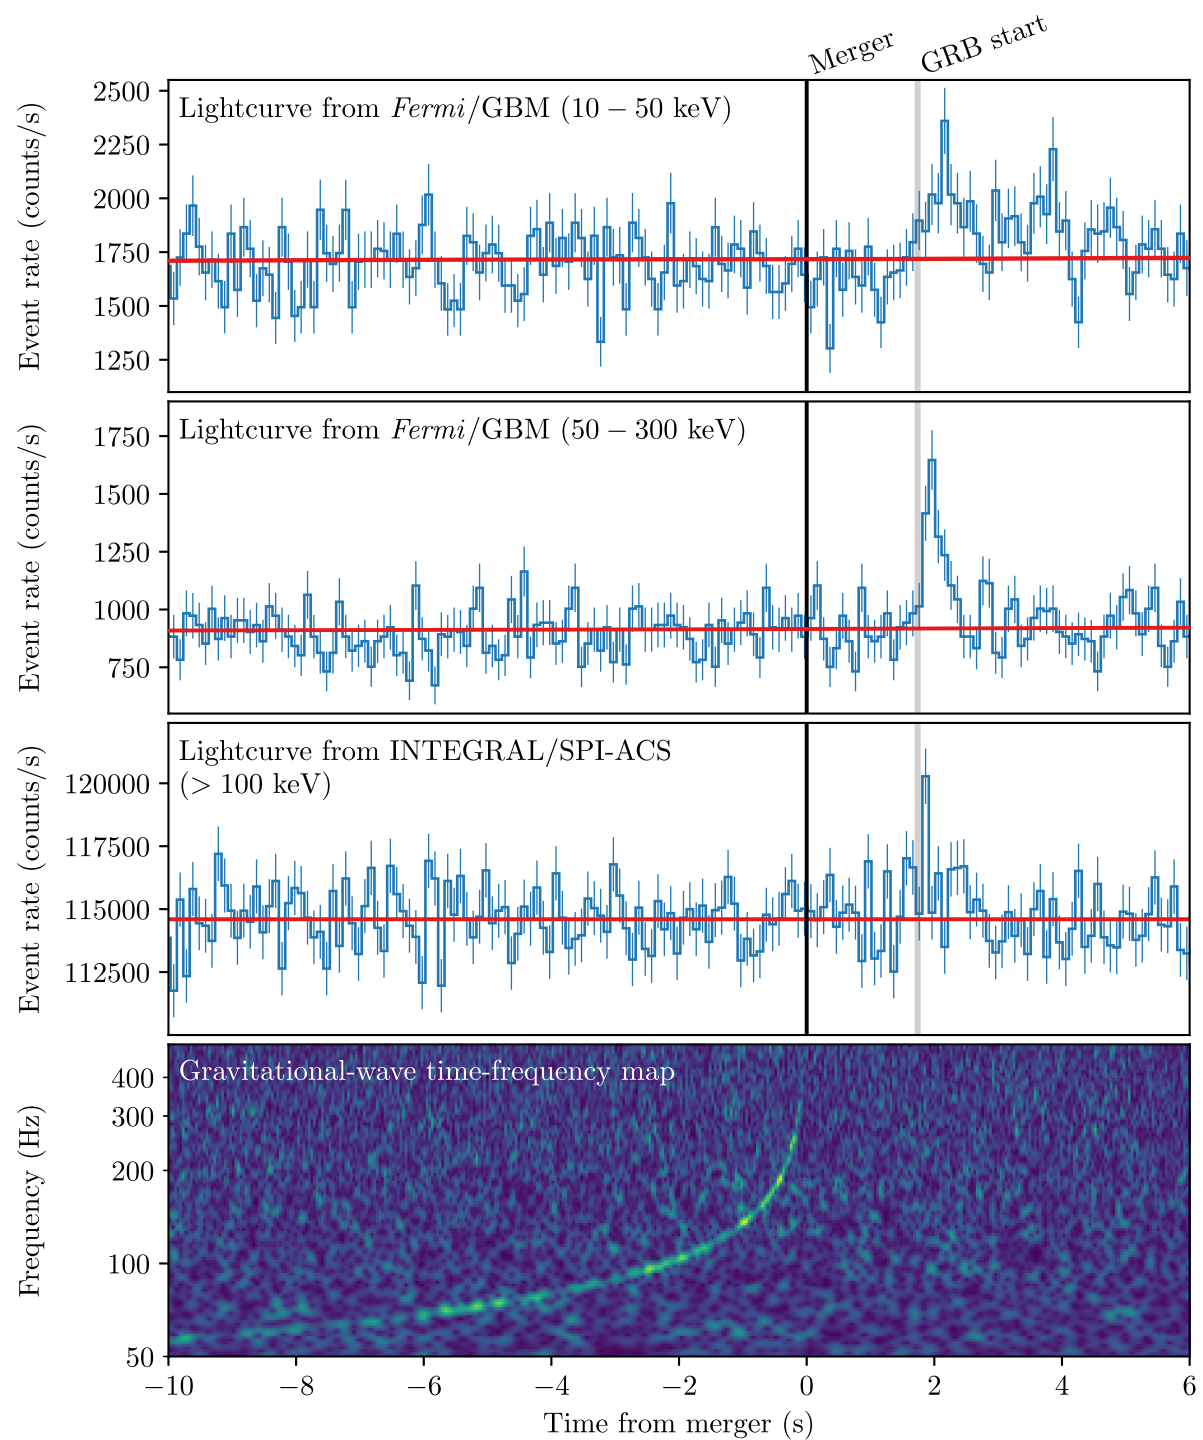 Merger
GRB start
2500
2250
2000
1750
1500
1250
Event rate (counts/s)
Lightcurve from Fermi/GBM (10 − 50 keV)
1750
1500
1250
1000
750
Event rate (counts/s)
Lightcurve from Fermi/GBM (50 − 300 keV)
120000
117500
115000
112500
Event rate (counts/s)
Lightcurve from INTEGRAL/SPI-ACS
(> 100 keV)
400
300
200
100
50
Frequency (Hz)
Gravitational-wave time-frequency map
−10 −8 −6 −4 −2 0 2 4 6
Time from merger (s)